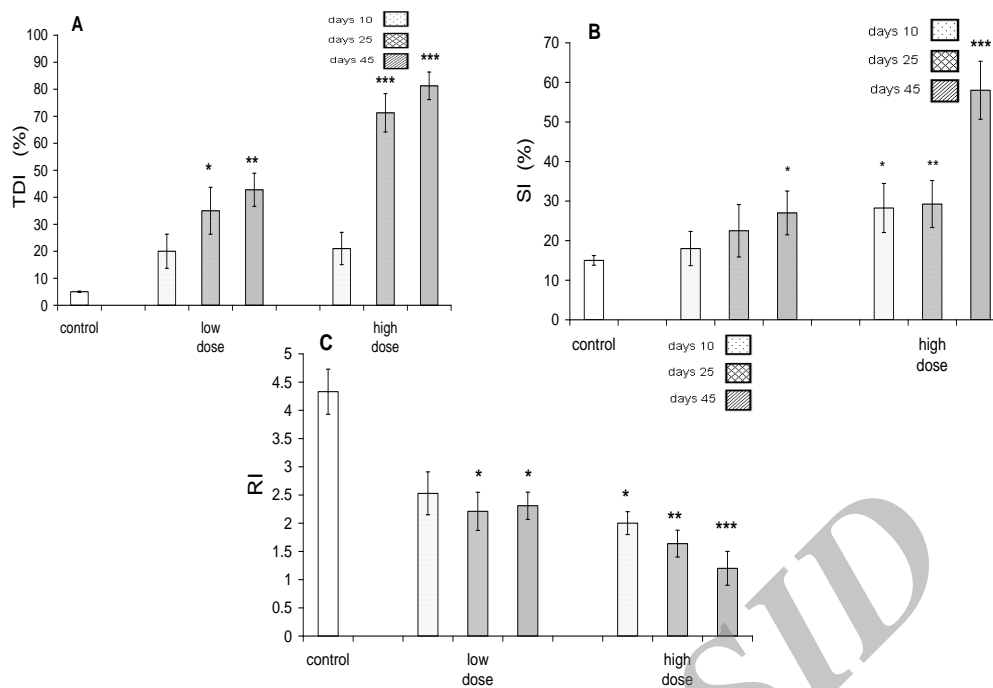 A
days 10
days 25
days 45
TDI (%)
100
90
80
70
60
50
40
30
20
10
0
*
**
***
***
control
low
dose
high
dose
B
days 10
days 25
days 45
SI (%)
70
60
50
40
30
20
10
0
*
*
**
***
control
high
dose
days 10
days 25
days 45
C
RI
5
4.5
4
3.5
3
2.5
2
1.5
1
0.5
0
*
*
*
**
***
control
low
dose
high
dose
SID